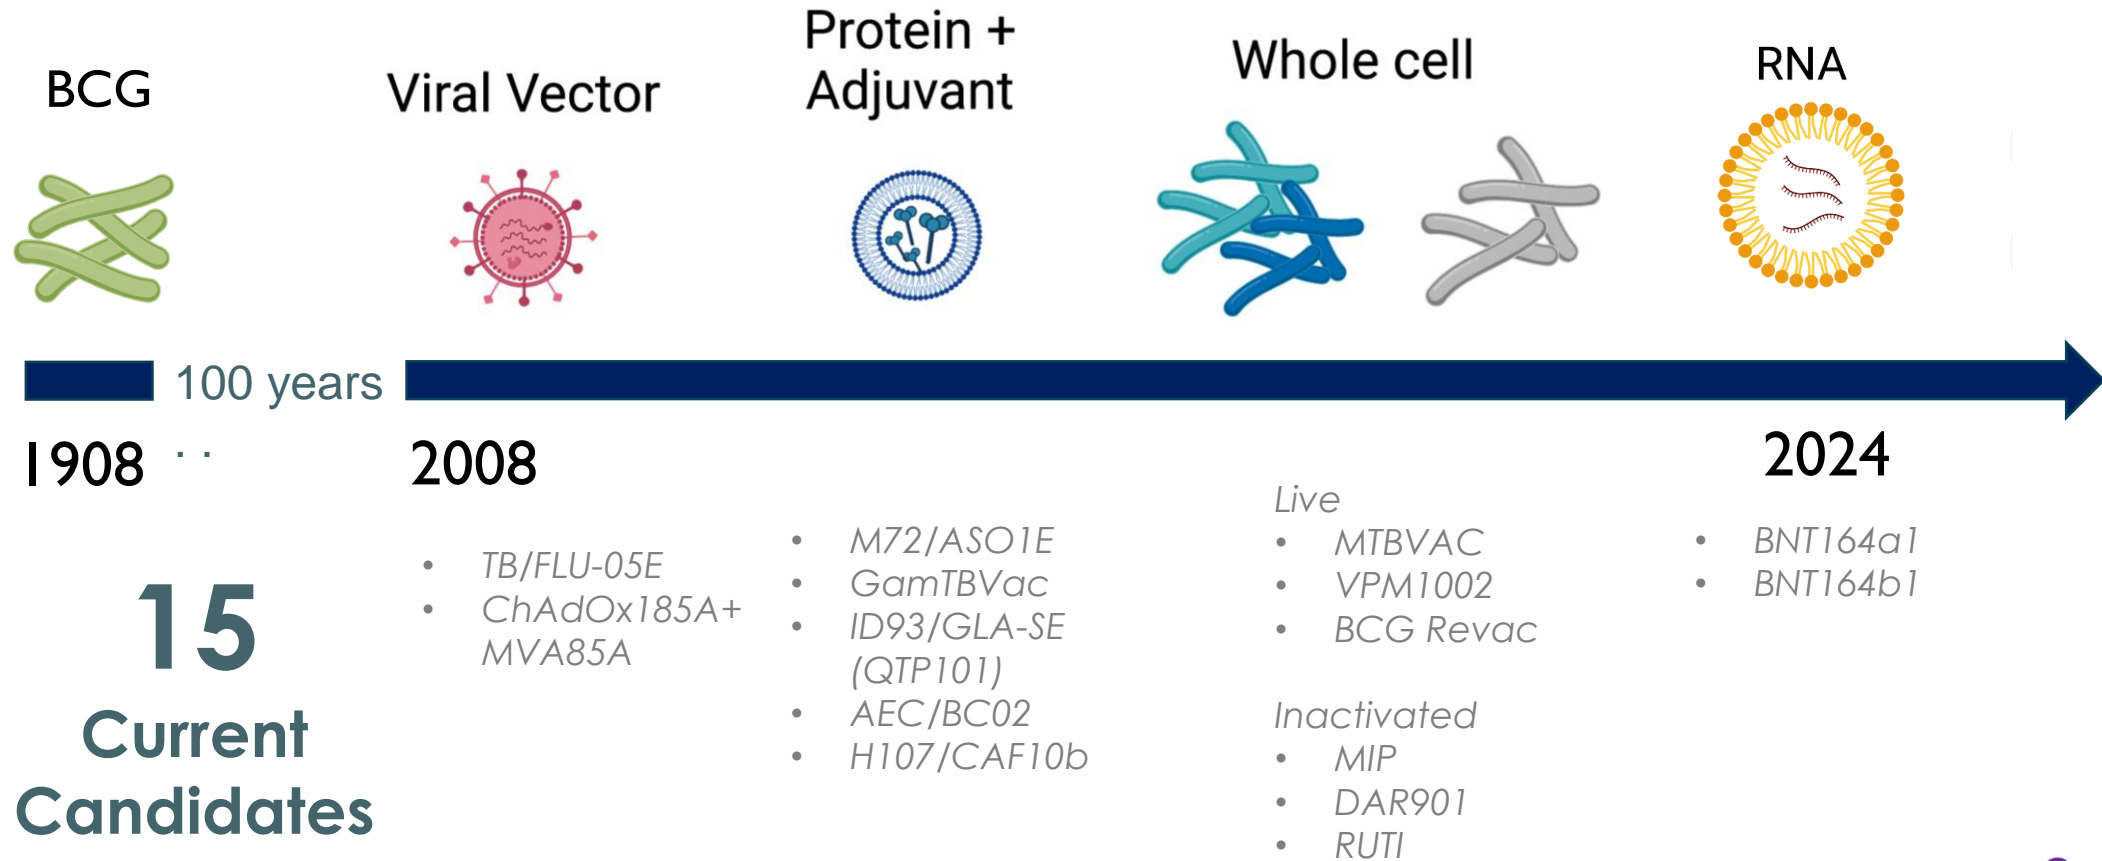 BCG
Viral Vector
Protein +
Adjuvant
Whole cell
RNA
100 years
1908
. .
2008
2024
15
Current
Candidates
• TB/FLU-05E
• ChAdOx185A+
MVA85A
• M72/ASO1E
• GamTBVac
• ID93/GLA-SE
(QTP101)
• AEC/BC02
• H107/CAF10b
Live
• MTBVAC
• VPM1002
• BCG Revac
Inactivated
• MIP
• DAR901
• RUTI
• BNT164a1
• BNT164b1